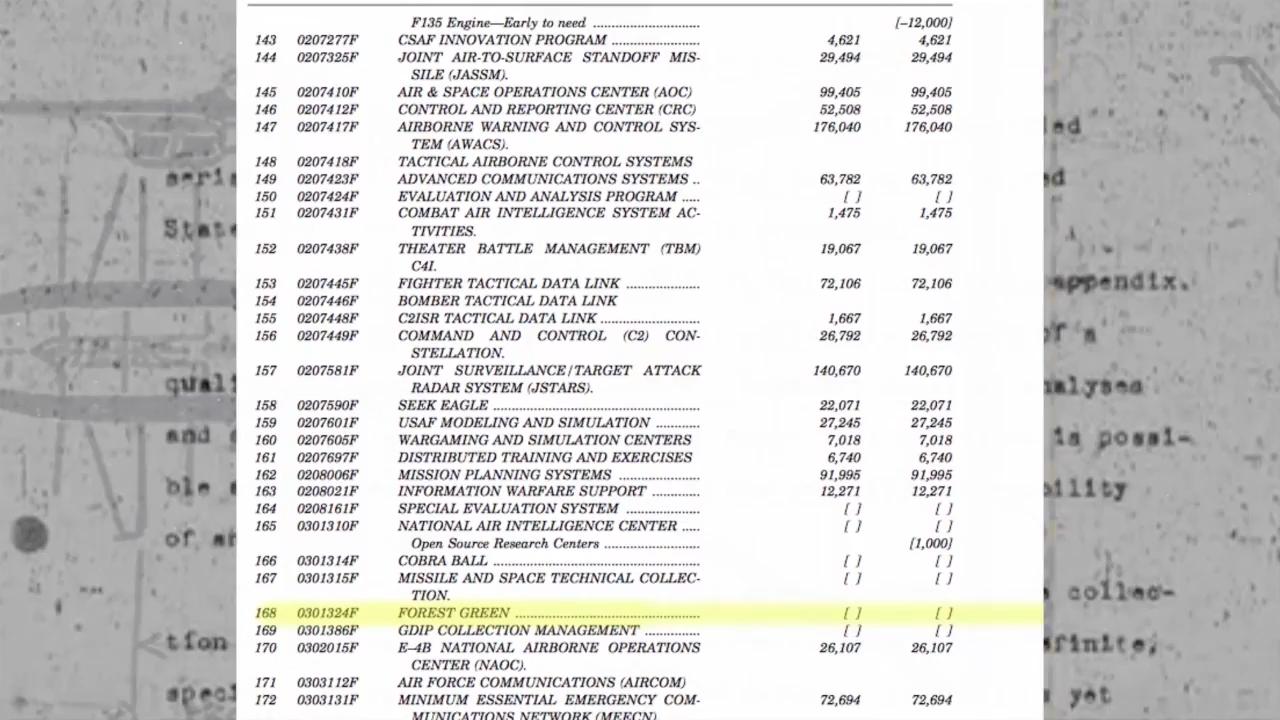 F135 Engine—Early to need .......................... [–12,000]
143 0207277F CSAF INNOVATION PROGRAM ...................... 4,621 4,621
144 0207325F JOINT AIR-TO-SURFACE STANDOFF MIS- 29,494 29,494
SILE (JASSM).
145 0207410F AIR & SPACE OPERATIONS CENTER (AOC) 99,405 99,405
146 0207412F CONTROL AND REPORTING CENTER (CRC) 52,508 52,508
147 0207417F AIRBORNE WARNING AND CONTROL SYS- 176,040 176,040
TEM (AWACS).
148 0207418F TACTICAL AIRBORNE CONTROL SYSTEMS
149 0207423F ADVANCED COMMUNICATIONS SYSTEMS .. 63,782 63,782
150 0207424F EVALUATION AND ANALYSIS PROGRAM ..... [ ] [ ]
151 0207431F COMBAT AIR INTELLIGENCE SYSTEM AC- 1,475 1,475
TIVITIES.
152 0207438F THEATER BATTLE MANAGEMENT (TBM) 19,067 19,067
C4I.
153 0207445F FIGHTER TACTICAL DATA LINK .................. 72,106 72,106
154 0207446F BOMBER TACTICAL DATA LINK
155 0207448F C2ISR TACTICAL DATA LINK ......................... 1,667 1,667
156 0207449F COMMAND AND CONTROL (C2) CON- 26,792 26,792
STELLATION.
157 0207581F JOINT SURVEILLANCE/TARGET ATTACK 140,670 140,670
RADAR SYSTEM (JSTARS).
158 0207590F SEEK EAGLE .................................................... 22,071 22,071
159 0207601F USAF MODELING AND SIMULATION ............ 27,245 27,245
160 0207605F WARGAMING AND SIMULATION CENTERS 7,018 7,018
161 0207697F DISTRIBUTED TRAINING AND EXERCISES 6,740 6,740
162 0208006F MISSION PLANNING SYSTEMS ..................... 91,995 91,995
163 0208021F INFORMATION WARFARE SUPPORT ............ 12,271 12,271
164 0208161F SPECIAL EVALUATION SYSTEM ................... [ ] [ ]
165 0301310F NATIONAL AIR INTELLIGENCE CENTER ..... [ ] [ ]
Open Source Research Centers ........................ [1,000]
166 0301314F COBRA BALL .................................................... [ ] [ ]
167 0301315F MISSILE AND SPACE TECHNICAL COLLEC- [ ] [ ]
TION.
168 0301324F FOREST GREEN .............................................. [ ] [ ]
169 0301386F GDIP COLLECTION MANAGEMENT ............. [ ] [ ]
170 0302015F E–4B NATIONAL AIRBORNE OPERATIONS 26,107 26,107
CENTER (NAOC).
171 0303112F AIR FORCE COMMUNICATIONS (AIRCOM)
172 0303131F MINIMUM ESSENTIAL EMERGENCY COM- 72,694 72,694
MUNICATIONS NETWORK (MEECN)
appendix.
of a
alyses
and
is possi-
ble
of
collec-
tion
yet